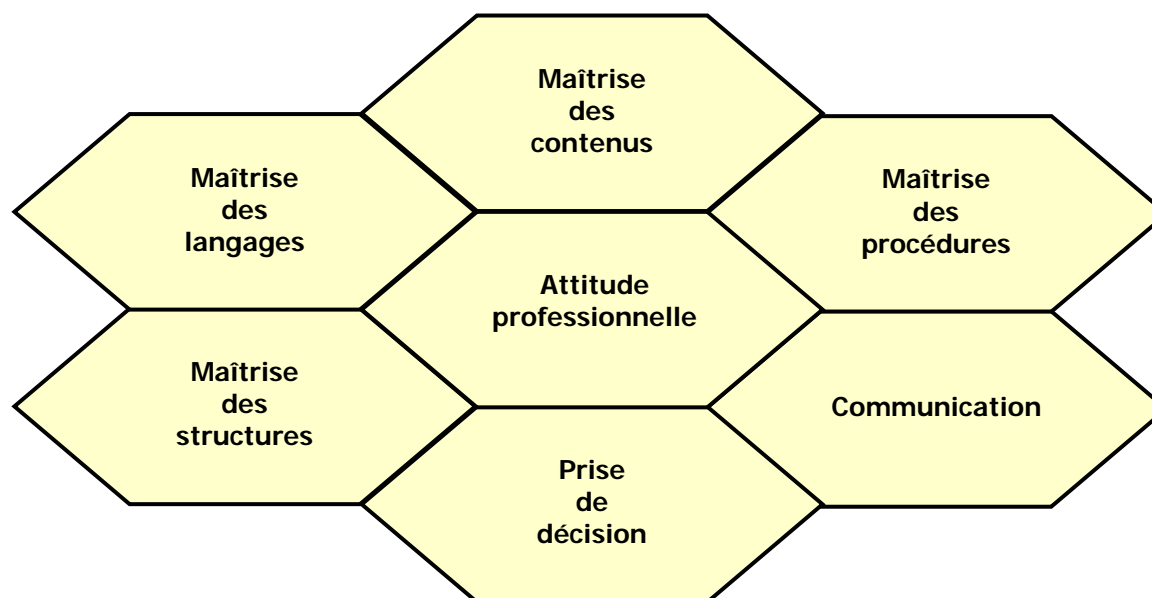 Maîtrise
des
contenus
Maîtrise
des
langages
Maîtrise
des
procédures
Attitude
professionnelle
Maîtrise
des
structures
Communication
Prise
de
décision